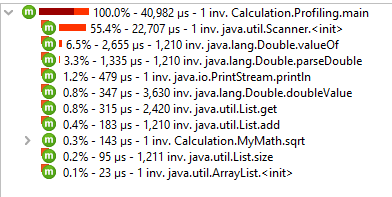 100.0% - 40,982 µs - 1 inv. Calculation.Profiling.main
m 55.4% - 22,707 µs - 1 inv. java.util.Scanner.<init>
m 6.5% - 2,655 µs - 1,210 inv. java.lang.Double.valueOf
m 3.3% - 1,335 µs - 1,210 inv. java.lang.Double.parseDouble
m 1.2% - 479 µs - 1 inv. java.io.PrintStream.println
m 0.8% - 347 µs - 3,630 inv. java.lang.Double.doubleValue
m 0.8% - 315 µs - 2,420 inv. java.util.List.get
m 0.4% - 183 µs - 1,210 inv. java.util.List.add
m 0.3% - 143 µs - 1 inv. Calculation.MyMath.sqrt
m 0.2% - 95 µs - 1,211 inv. java.util.List.size
m 0.1% - 23 µs - 1 inv. java.util.ArrayList.<init>